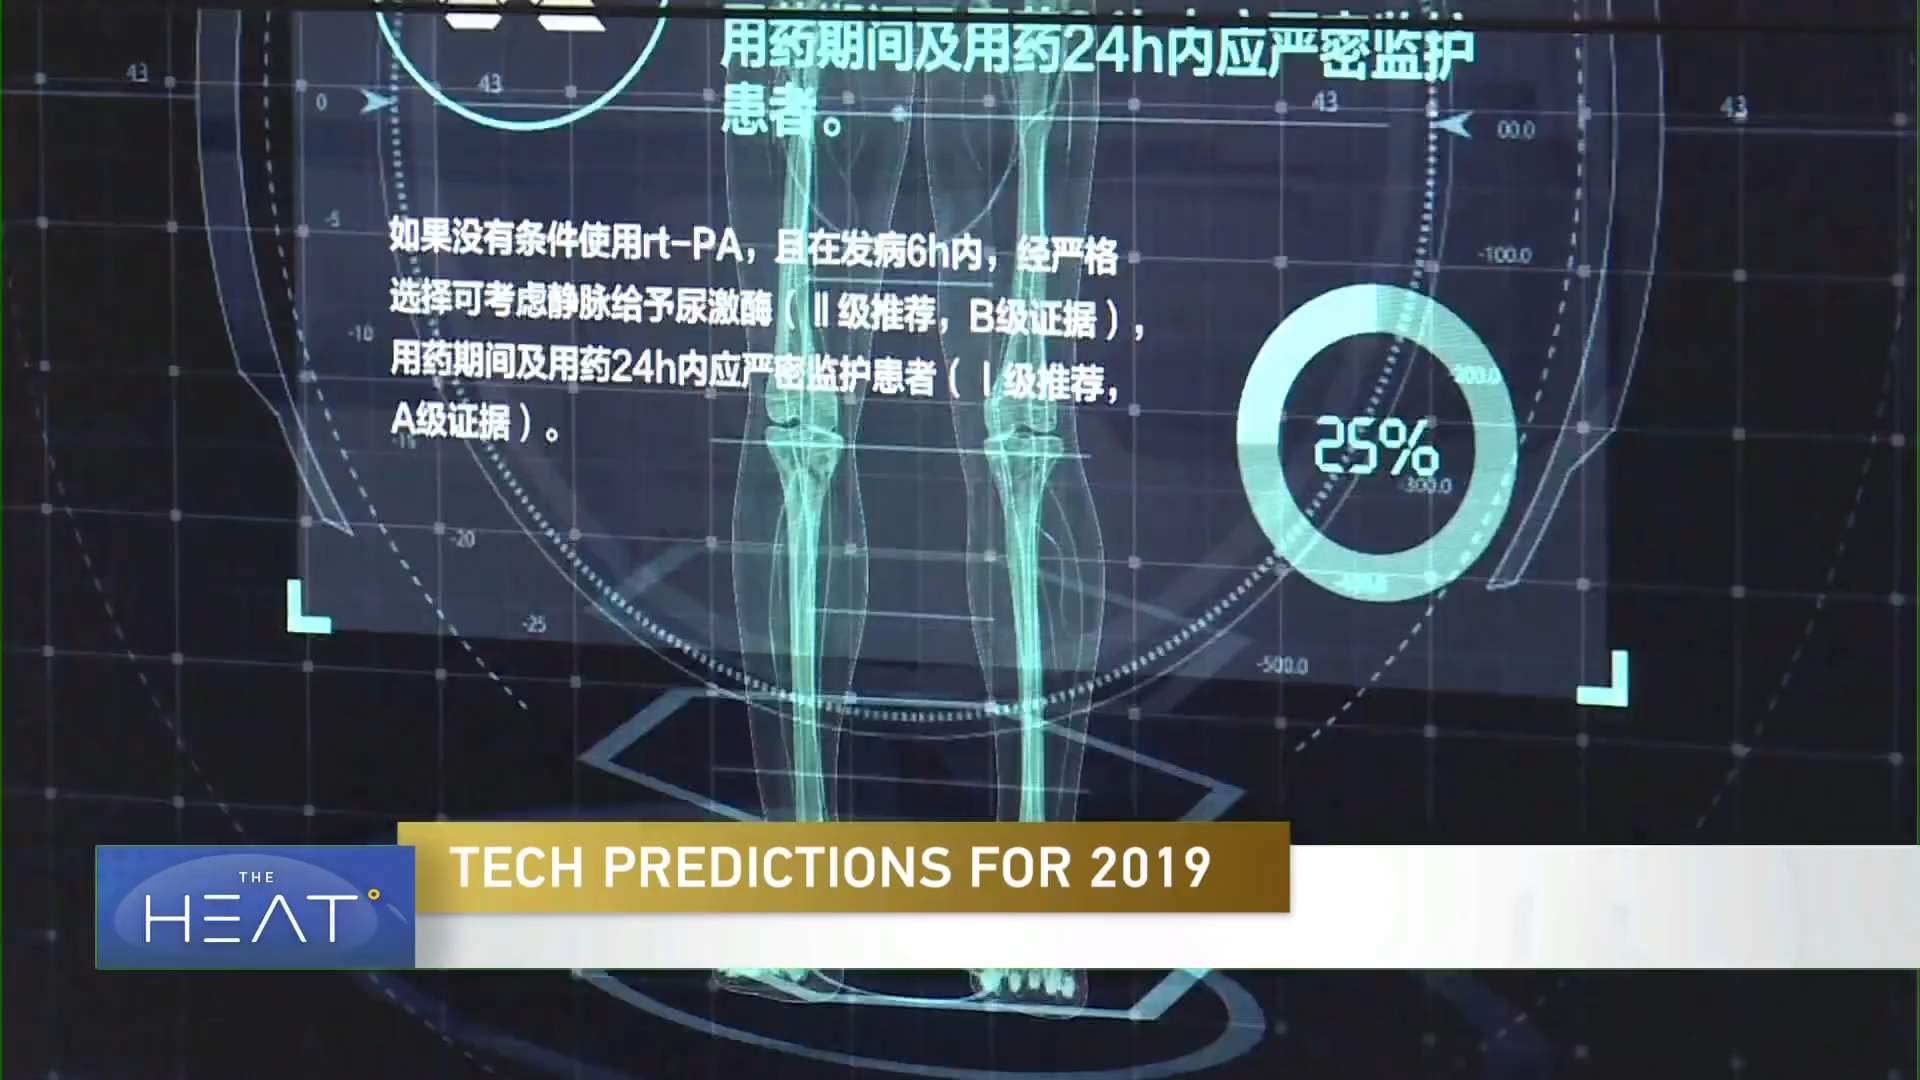 用药期间及用药24h内应严密监护
患者。
43
43
43
43
0
00.0
-5
-100.0
如果没有条件使用rt-PA，且在发病6h内，经严格
选择可考虑静脉给予尿激酶（Ⅱ级推荐，B级证据），
用药期间及用药24h内应严密监护患者（Ⅰ级推荐，
A级证据）。
-10
-200.0
25%
-300.0
-15
-20
-25
-500.0
TECH PREDICTIONS FOR 2019
THE
HEAT